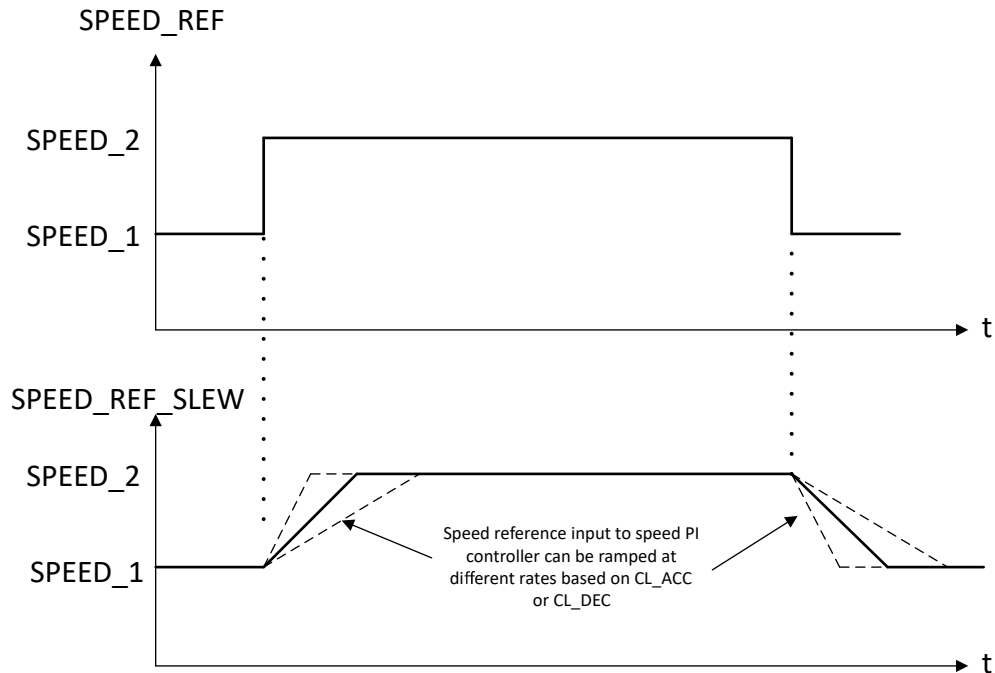 SPEED_REF
SPEED_2
SPEED_1
t
SPEED_REF_SLEW
SPEED_2
Speed reference input to speed PI
controller can be ramped at
different rates based on CL_ACC
or CL_DEC
SPEED_1
t